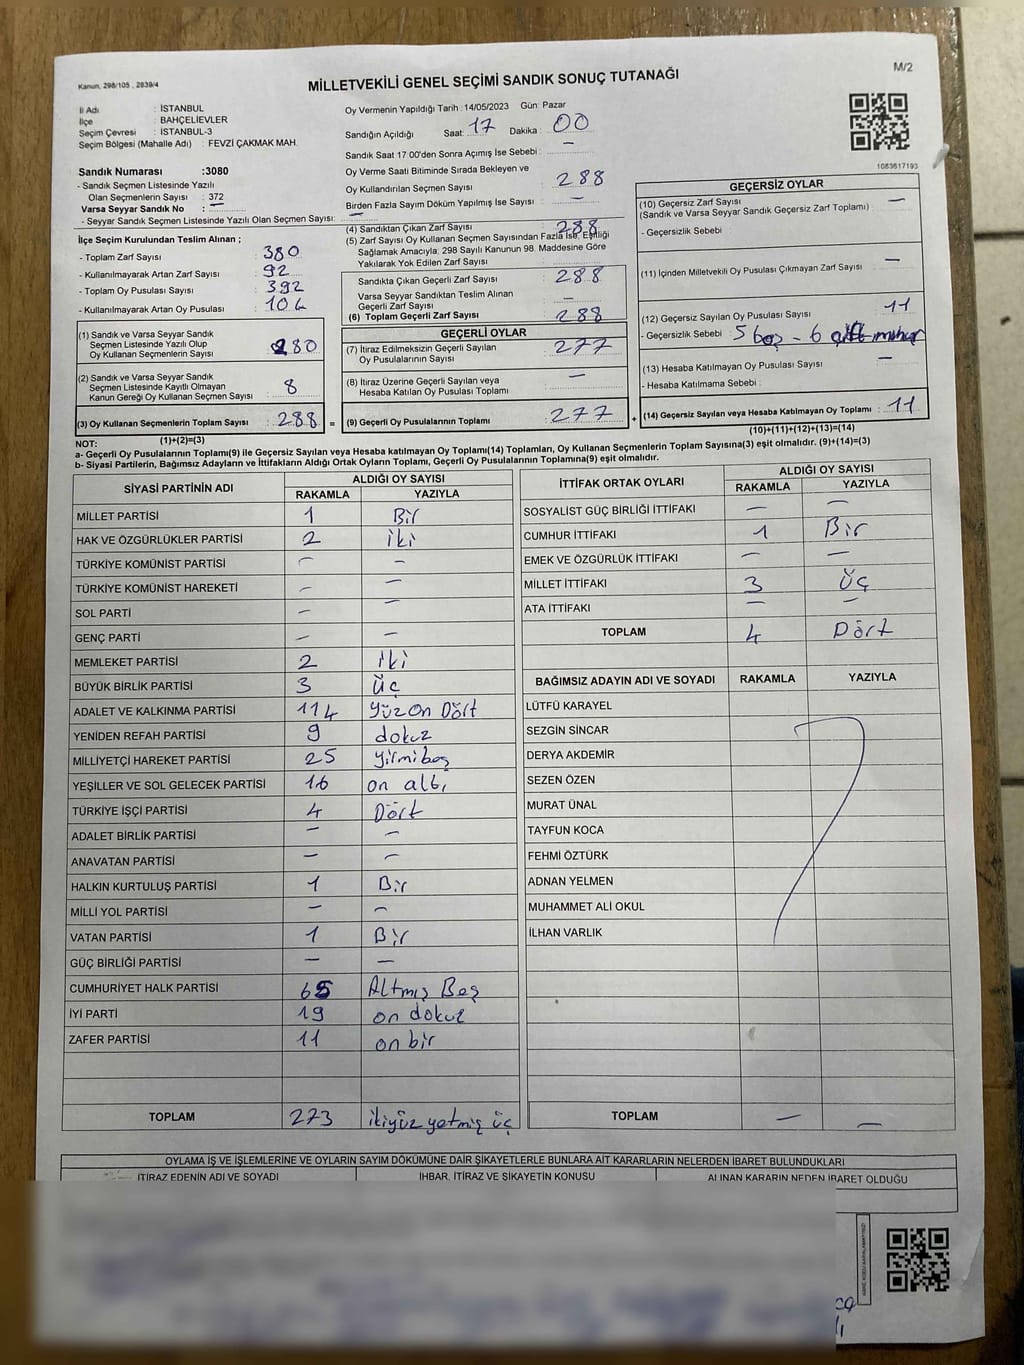 Kanun, 298/105 , 2839/4
MİLLETVEKİLİ GENEL SEÇİMİ SANDIK SONUÇ TUTANAĞI
M/2
İl Adı : İSTANBUL
İlçe : BAHÇELİEVLER
Seçim Çevresi : İSTANBUL-3
Seçim Bölgesi (Mahalle Adı) : FEVZİ ÇAKMAK MAH.
Oy Vermenin Yapıldığı Tarih : 14/05/2023 Gün: Pazar
Sandığın Açıldığı Saat: 17 Dakika : 00
Sandık Saat 17.00'den Sonra Açımış İse Sebebi : —
Oy Verme Saati Bitiminde Sırada Bekleyen ve
Oy Kullandırılan Seçmen Sayısı : 288
Birden Fazla Sayım Döküm Yapılmış İse Sayısı : —
1083617193
Sandık Numarası :3080
- Sandık Seçmen Listesinde Yazılı
Olan Seçmenlerin Sayısı : 372
Varsa Seyyar Sandık No : —
- Seyyar Sandık Seçmen Listesinde Yazılı Olan Seçmen Sayısı: —
İlçe Seçim Kurulundan Teslim Alınan ;
- Toplam Zarf Sayısı : 380
- Kullanılmayarak Artan Zarf Sayısı : 92
- Toplam Oy Pusulası Sayısı : 392
- Kullanılmayarak Artan Oy Pusulası : 104
(1) Sandık ve Varsa Seyyar Sandık
Seçmen Listesinde Yazılı Olup
Oy Kullanan Seçmenlerin Sayısı : 280
(2) Sandık ve Varsa Seyyar Sandık
Seçmen Listesinde Kayıtlı Olmayan
Kanun Gereği Oy Kullanan Seçmen Sayısı : 8
(3) Oy Kullanan Seçmenlerin Toplam Sayısı : 288 =
(1)+(2)=(3)
(4) Sandıktan Çıkan Zarf Sayısı : 288
(5) Zarf Sayısı Oy Kullanan Seçmen Sayısından Fazla İse, Eşitliği
Sağlamak Amacıyla; 298 Sayılı Kanunun 98. Maddesine Göre
Yakılarak Yok Edilen Zarf Sayısı :
Sandıkta Çıkan Geçerli Zarf Sayısı : 288
Varsa Seyyar Sandıktan Teslim Alınan
Geçerli Zarf Sayısı : —
(6) Toplam Geçerli Zarf Sayısı : 288
GEÇERLİ OYLAR
(7) İtiraz Edilmeksizin Geçerli Sayılan
Oy Pusulalarının Sayısı : 277
(8) İtiraz Üzerine Geçerli Sayılan veya
Hesaba Katılan Oy Pusulası Toplamı : —
(9) Geçerli Oy Pusulalarının Toplamı : 277 +
GEÇERSİZ OYLAR
(10) Geçersiz Zarf Sayısı : —
(Sandık ve Varsa Seyyar Sandık Geçersiz Zarf Toplamı)
- Geçersizlik Sebebi :
(11) İçinden Milletvekili Oy Pusulası Çıkmayan Zarf Sayısı : —
(12) Geçersiz Sayılan Oy Pusulası Sayısı : 11
- Geçersizlik Sebebi : 5 boş - 6 çift mühür
(13) Hesaba Katılmayan Oy Pusulası Sayısı : —
- Hesaba Katılmama Sebebi :
(14) Geçersiz Sayılan veya Hesaba Katılmayan Oy Toplamı : 11
(10)+(11)+(12)+(13)=(14)
NOT:
a- Geçerli Oy Pusulalarının Toplamı(9) ile Geçersiz Sayılan veya Hesaba katılmayan Oy Toplamı(14) Toplamları, Oy Kullanan Seçmenlerin Toplam Sayısına(3) eşit olmalıdır. (9)+(14)=(3)
b- Siyasi Partilerin, Bağımsız Adayların ve İttifakların Aldığı Ortak Oyların Toplamı, Geçerli Oy Pusulalarının Toplamına(9) eşit olmalıdır.
SİYASİ PARTİNİN ADI ALDIĞI OY SAYISI
RAKAMLA YAZIYLA
MİLLET PARTİSİ 1 Bir
HAK VE ÖZGÜRLÜKLER PARTİSİ 2 iki
TÜRKİYE KOMÜNİST PARTİSİ — —
TÜRKİYE KOMÜNİST HAREKETİ — —
SOL PARTİ — —
GENÇ PARTİ — —
MEMLEKET PARTİSİ 2 iki
BÜYÜK BİRLİK PARTİSİ 3 üç
ADALET VE KALKINMA PARTİSİ 114 Yüz on Dört
YENİDEN REFAH PARTİSİ 9 dokuz
MİLLİYETÇİ HAREKET PARTİSİ 25 yirmibeş
YEŞİLLER VE SOL GELECEK PARTİSİ 16 on altı
TÜRKİYE İŞÇİ PARTİSİ 4 Dört
ADALET BİRLİK PARTİSİ — —
ANAVATAN PARTİSİ — —
HALKIN KURTULUŞ PARTİSİ 1 Bir
MİLLİ YOL PARTİSİ — —
VATAN PARTİSİ 1 Bir
GÜÇ BİRLİĞİ PARTİSİ — —
CUMHURİYET HALK PARTİSİ 65 Altmış Beş
İYİ PARTİ 19 on dokuz
ZAFER PARTİSİ 11 on bir
TOPLAM 273 ikiyüz yetmiş üç
İTTİFAK ORTAK OYLARI ALDIĞI OY SAYISI
RAKAMLA YAZIYLA
SOSYALİST GÜÇ BİRLİĞİ İTTİFAKI — —
CUMHUR İTTİFAKI 1 Bir
EMEK VE ÖZGÜRLÜK İTTİFAKI — —
MİLLET İTTİFAKI 3 üç
ATA İTTİFAKI — —
TOPLAM 4 Dört
BAĞIMSIZ ADAYIN ADI VE SOYADI RAKAMLA YAZIYLA
LÜTFÜ KARAYEL
SEZGİN SİNCAR
DERYA AKDEMİR
SEZEN ÖZEN
MURAT ÜNAL
TAYFUN KOCA
FEHMİ ÖZTÜRK
ADNAN YELMEN
MUHAMMET ALİ OKUL
İLHAN VARLIK
TOPLAM — —
OYLAMA İŞ VE İŞLEMLERİNE VE OYLARIN SAYIM DÖKÜMÜNE DAİR ŞİKAYETLERLE BUNLARA AİT KARARLARIN NELERDEN İBARET BULUNDUKLARI
İTİRAZ EDENİN ADI VE SOYADI İHBAR, İTİRAZ VE ŞİKAYETİN KONUSU ALINAN KARARIN NEDEN İBARET OLDUĞU